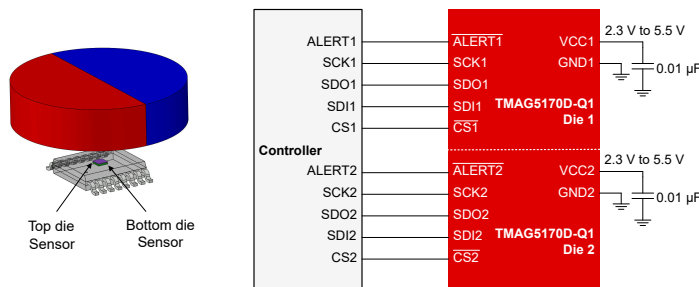 Top die
Sensor
Bottom die
Sensor
Controller
ALERT1
SCK1
SDO1
SDI1
CS1
ALERT2
SCK2
SDO2
SDI2
CS2
ALERT1
SCK1
SDO1
SDI1
CS1
VCC1
GND1
TMAG5170D-Q1
Die 1
ALERT2
SCK2
SDO2
SDI2
CS2
VCC2
GND2
TMAG5170D-Q1
Die 2
2.3 V to 5.5 V
0.01 µF
2.3 V to 5.5 V
0.01 µF